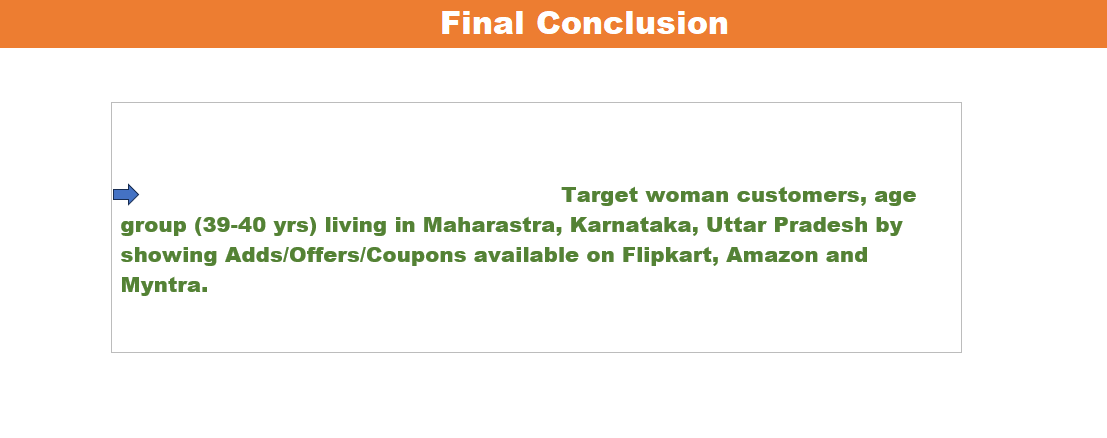 Final Conclusion
Target woman customers, age
group (39-40 yrs) living in Maharastra, Karnataka, Uttar Pradesh by
showing Adds/Offers/Coupons available on Flipkart, Amazon and
Myntra.